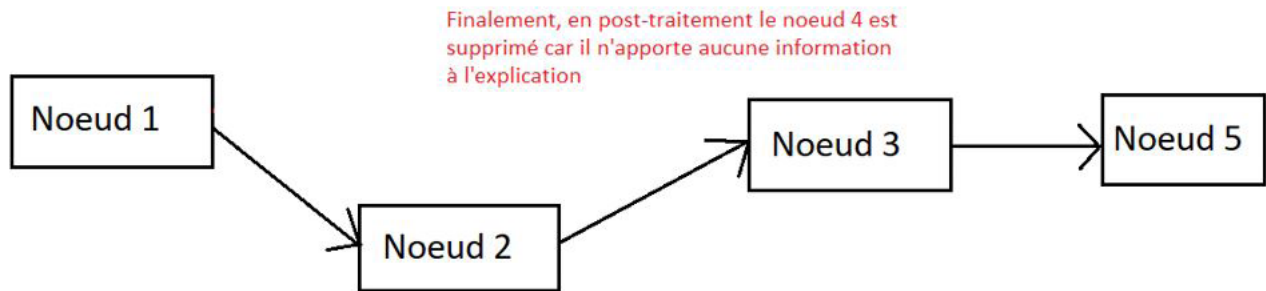 Finalement, en post-traitement le noeud 4 est
supprimé car il n'apporte aucune information
à l'explication
Noeud 1
Noeud 2
Noeud 3
Noeud 5